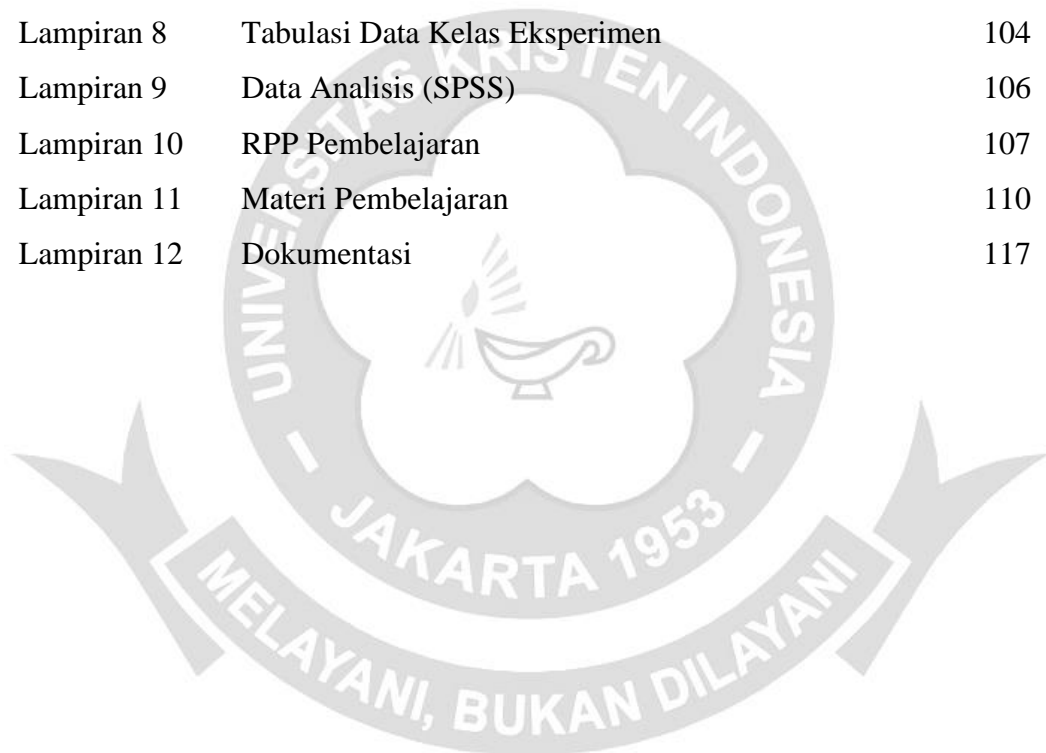 Lampiran 8 Tabulasi Data Kelas Eksperimen 104
Lampiran 9 Data Analisis (SPSS) 106
Lampiran 10 RPP Pembelajaran 107
Lampiran 11 Materi Pembelajaran 110
Lampiran 12 Dokumentasi 117
UNIVERSITAS KRISTEN INDONESIA
JAKARTA 1953
MELAYANI, BUKAN DILAYANI